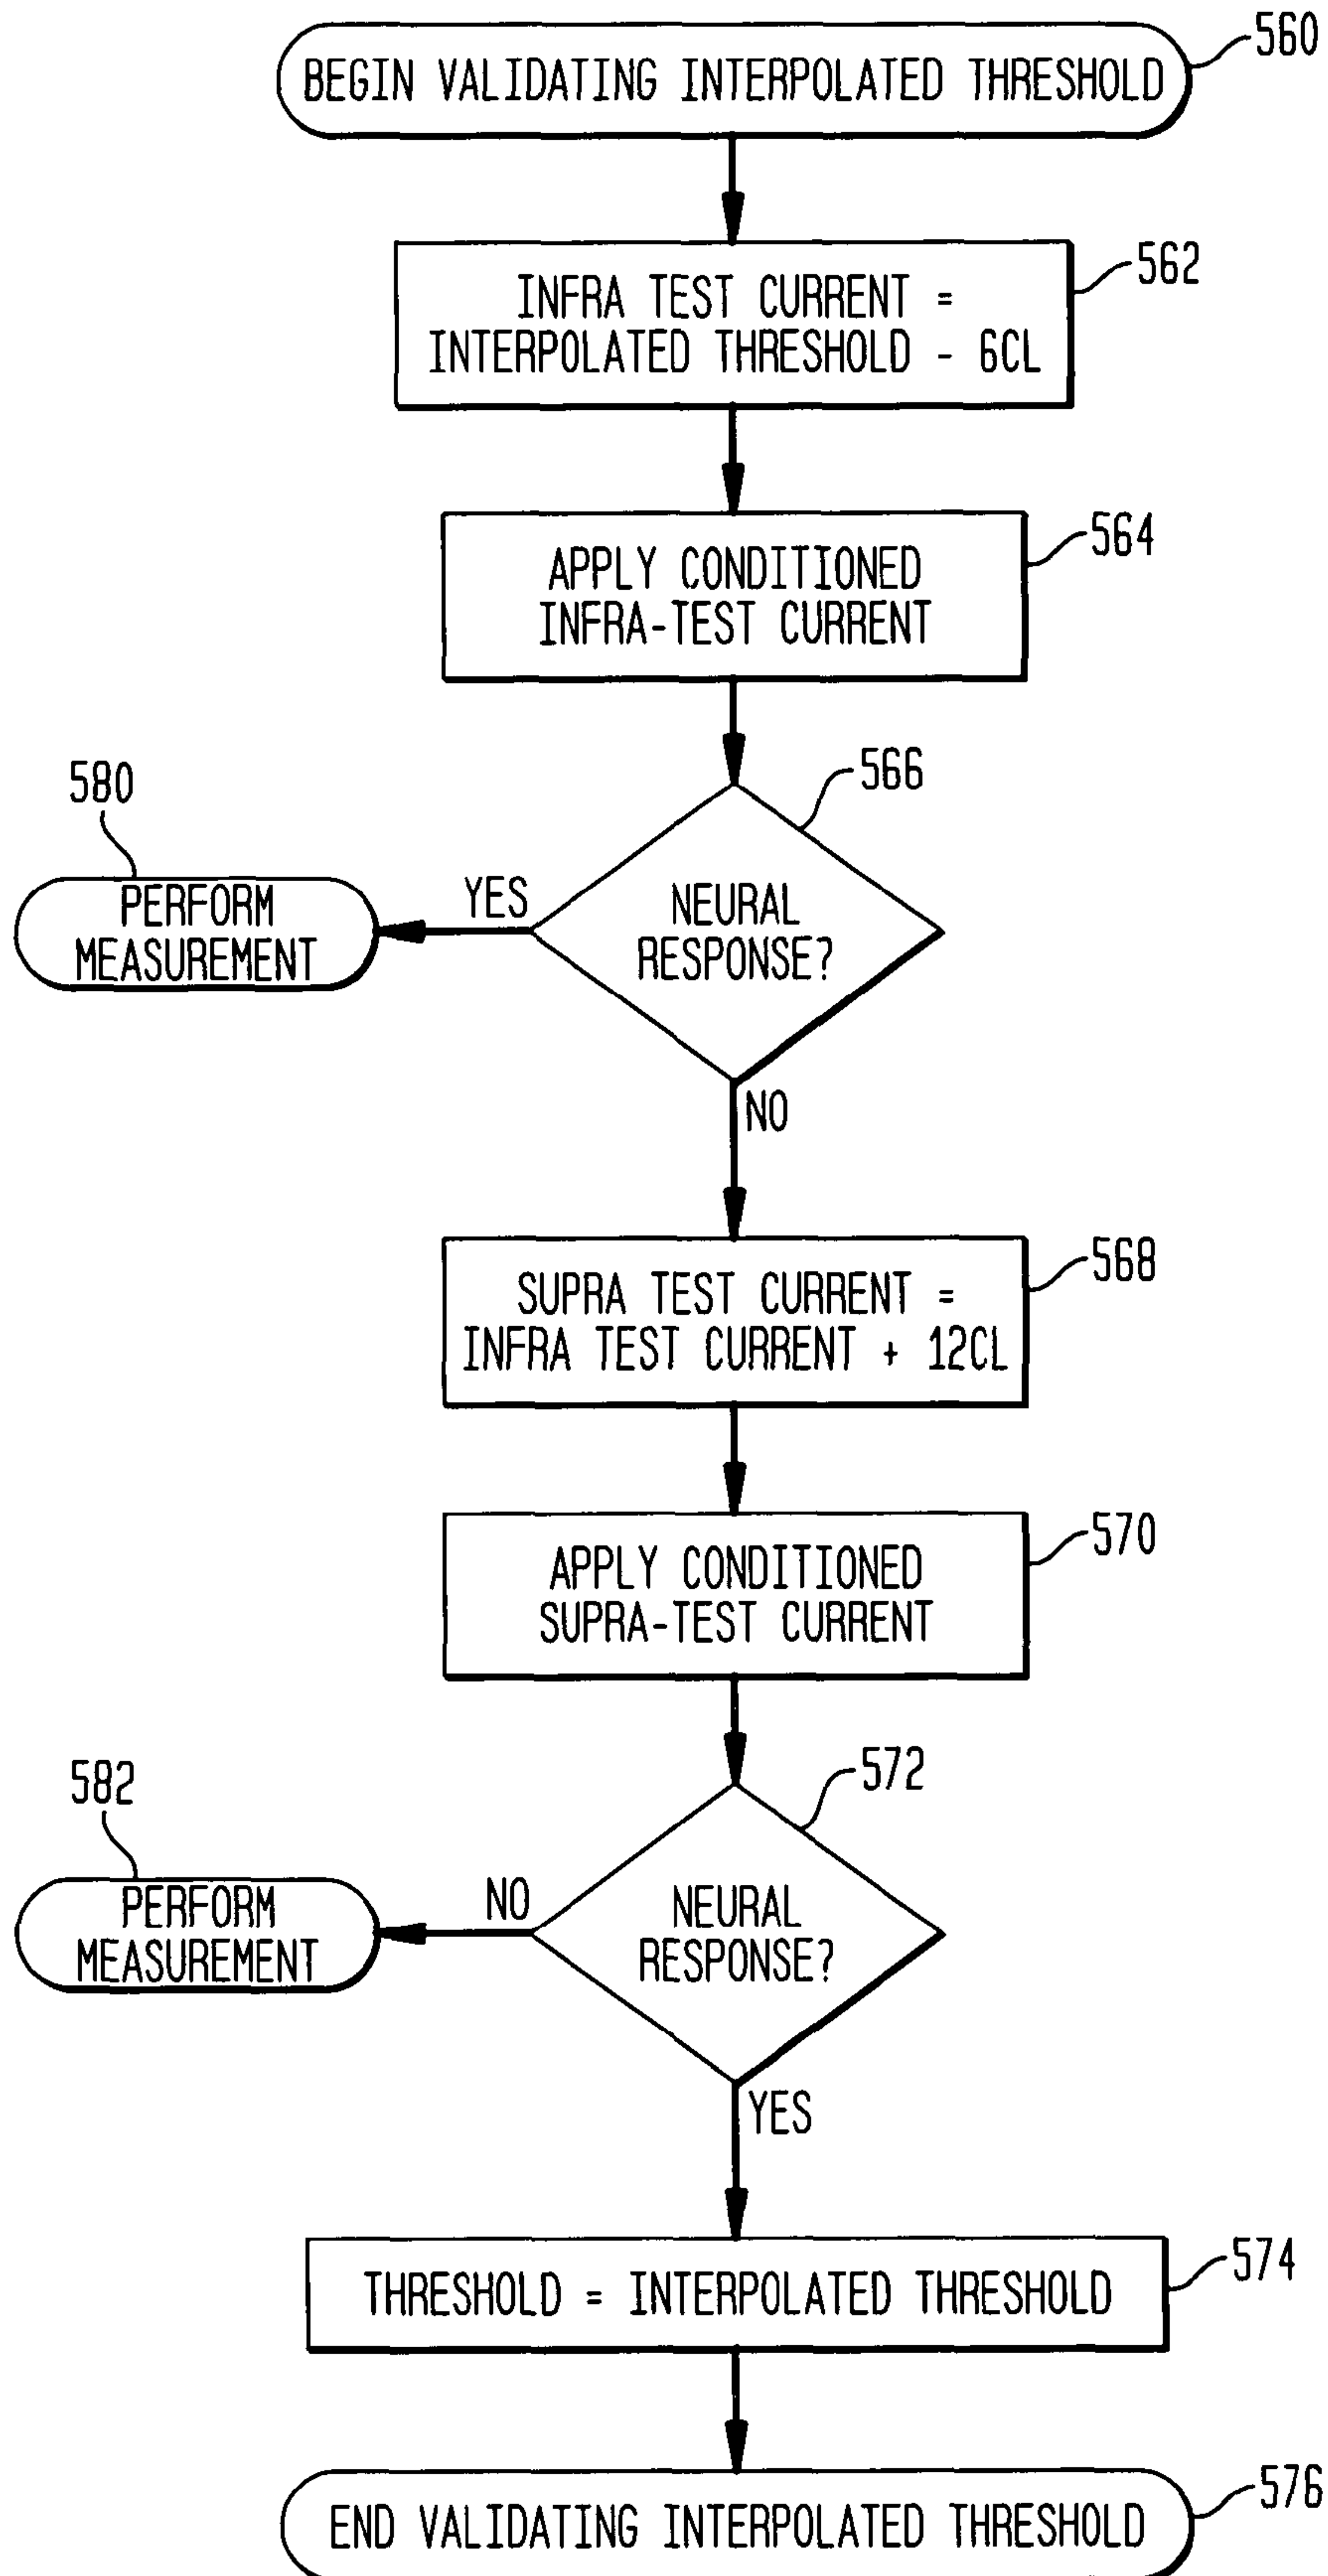 BEGIN VALIDATING INTERPOLATED THRESHOLD
560
INFRA TEST CURRENT =
INTERPOLATED THRESHOLD - 6CL
562
APPLY CONDITIONED
INFRA-TEST CURRENT
564
NEURAL
RESPONSE?
566
YES
580
PERFORM
MEASUREMENT
NO
SUPRA TEST CURRENT =
INFRA TEST CURRENT + 12CL
568
APPLY CONDITIONED
SUPRA-TEST CURRENT
570
NEURAL
RESPONSE?
572
NO
582
PERFORM
MEASUREMENT
YES
THRESHOLD = INTERPOLATED THRESHOLD
574
END VALIDATING INTERPOLATED THRESHOLD
576